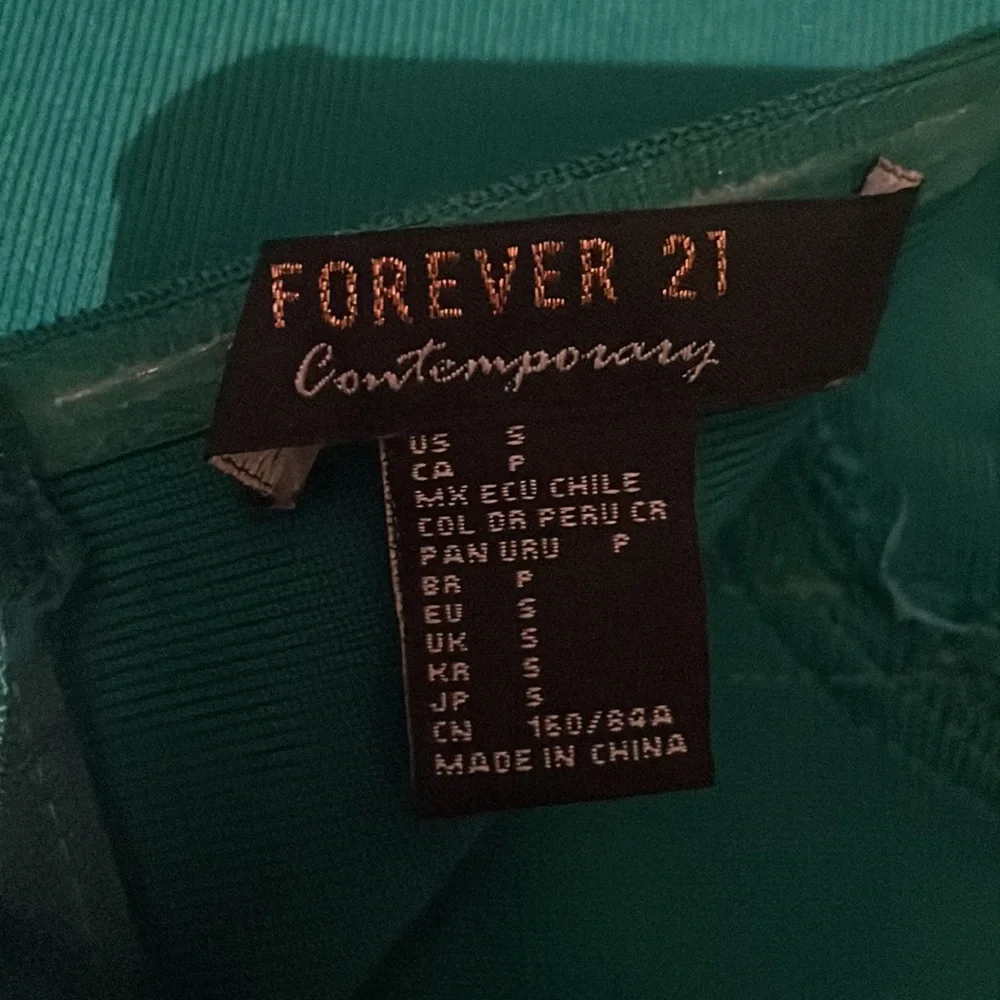 FOREVER 21
Contemporary
US S
CA P
MX ECU CHILE
COL DR PERU CR
PAN URU P
BR P
EU S
UK S
KR S
JP S
CN 160/84A
MADE IN CHINA